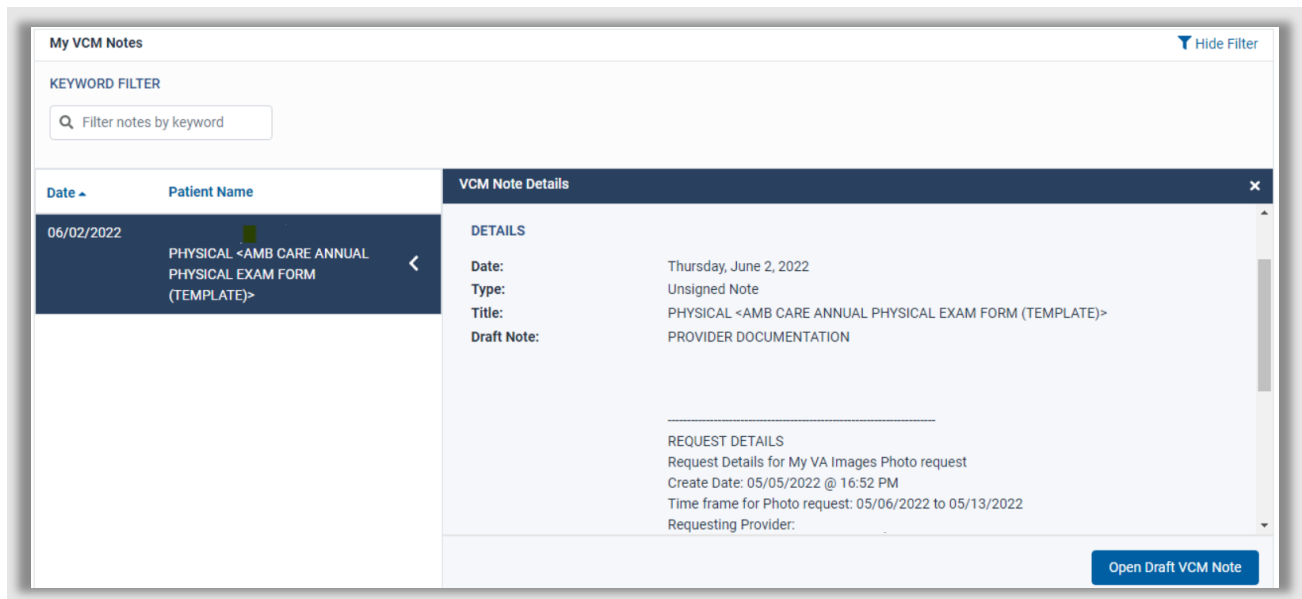 My VCM Notes
Hide Filter
KEYWORD FILTER
Filter notes by keyword
Date
Patient Name
06/02/2022
PHYSICAL <AMB CARE ANNUAL
PHYSICAL EXAM FORM
(TEMPLATE)>
VCM Note Details
DETAILS
Date: Thursday, June 2, 2022
Type: Unsigned Note
Title: PHYSICAL <AMB CARE ANNUAL PHYSICAL EXAM FORM (TEMPLATE)>
Draft Note: PROVIDER DOCUMENTATION
----------------------------------------------------------------------
REQUEST DETAILS
Request Details for My VA Images Photo request
Create Date: 05/05/2022 @ 16:52 PM
Time frame for Photo request: 05/06/2022 to 05/13/2022
Requesting Provider:
Open Draft VCM Note